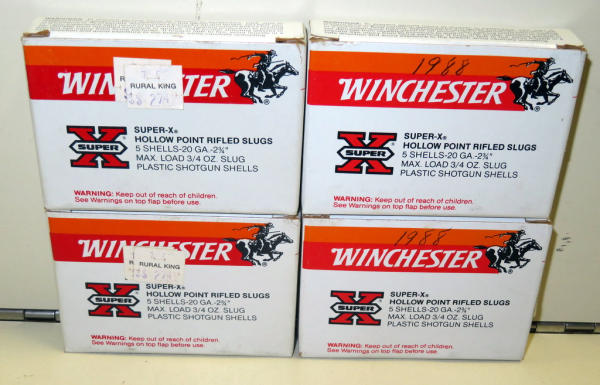 R RURAL KING
WINCHESTER®
SUPER-X®
HOLLOW POINT RIFLED SLUGS
5 SHELLS-20 GA.-2¾"
MAX. LOAD 3/4 OZ. SLUG
PLASTIC SHOTGUN SHELLS
X
SUPER
WARNING: Keep out of reach of children.
See Warnings on top flap before use.
1988
WINCHESTER®
SUPER-X®
HOLLOW POINT RIFLED SLUGS
5 SHELLS-20 GA.-2¾"
MAX. LOAD 3/4 OZ. SLUG
PLASTIC SHOTGUN SHELLS
X
SUPER
WARNING: Keep out of reach of children.
See Warnings on top flap before use.
WINCHESTER®
R RURAL KING
SUPER-X®
HOLLOW POINT RIFLED SLUGS
5 SHELLS-20 GA.-2¾"
MAX. LOAD 3/4 OZ. SLUG
PLASTIC SHOTGUN SHELLS
X
SUPER
WARNING: Keep out of reach of children.
See Warnings on top flap before use.
1988
WINCHESTER®
SUPER-X®
HOLLOW POINT RIFLED SLUGS
5 SHELLS-20 GA.-2¾"
MAX. LOAD 3/4 OZ. SLUG
PLASTIC SHOTGUN SHELLS
X
SUPER
WARNING: Keep out of reach of children.
See Warnings on top flap before use.